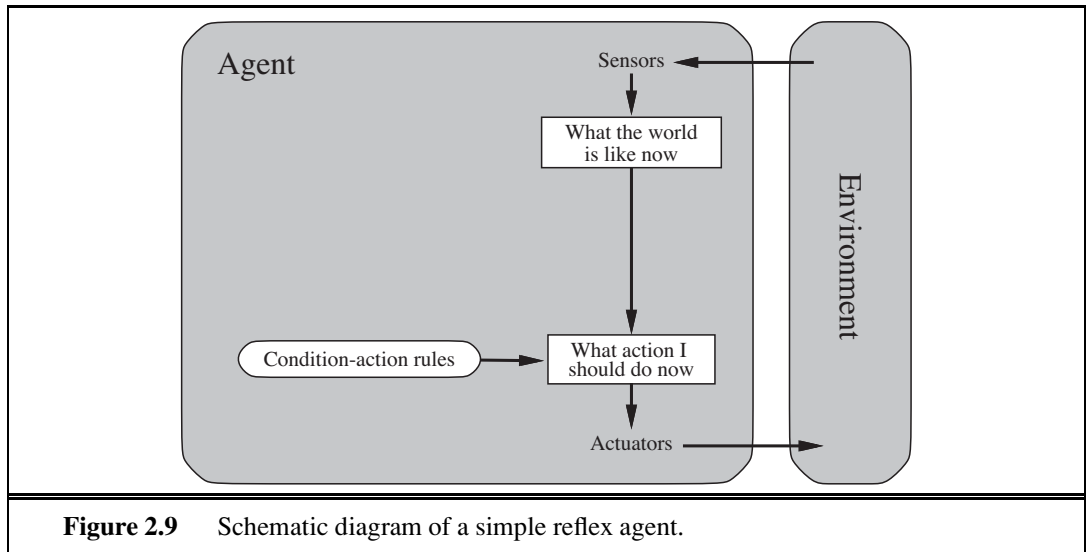 Agent
Sensors
What the world
is like now
Environment
Condition-action rules
What action I
should do now
Actuators
Figure 2.9 Schematic diagram of a simple reflex agent.